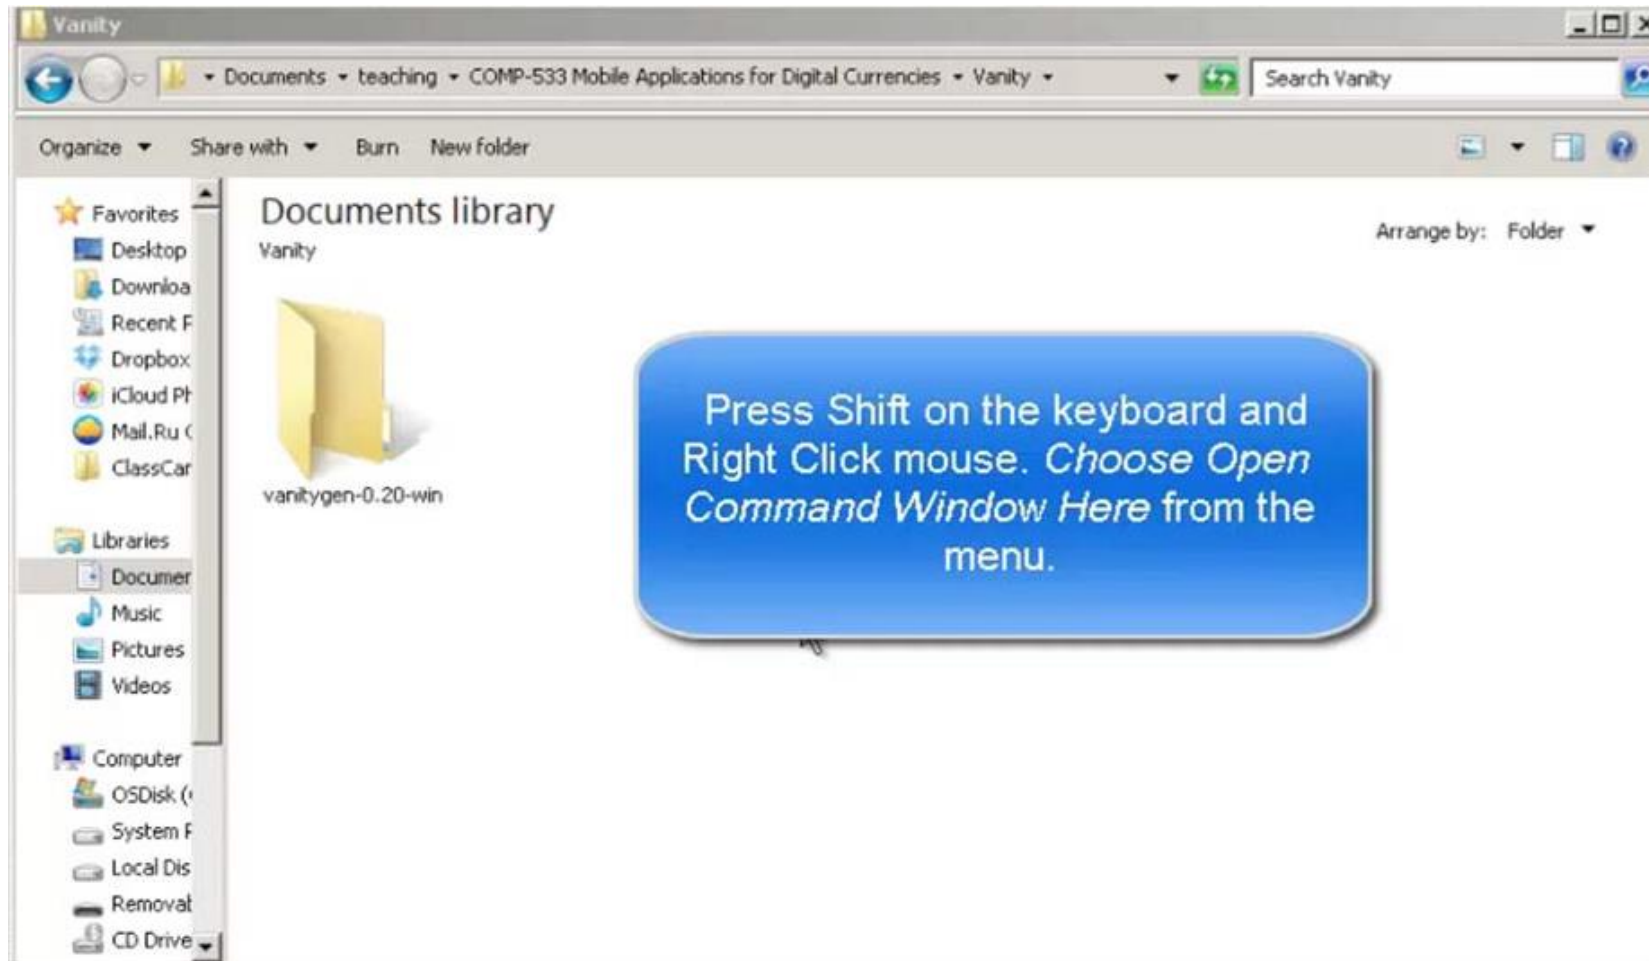 Vanity
Documents teaching COMP-533 Mobile Applications for Digital Currencies Vanity
Search Vanity
Organize Share with Burn New folder
Favorites
Desktop
Downloa
Recent P
Dropbox
iCloud Ph
Mail.Ru C
ClassCar
Libraries
Documen
Music
Pictures
Videos
Computer
OSDisk (
System F
Local Dis
Removab
CD Drive
Documents library
Vanity
Arrange by: Folder
vanitygen-0.20-win
Press Shift on the keyboard and
Right Click mouse. Choose Open
Command Window Here from the
menu.